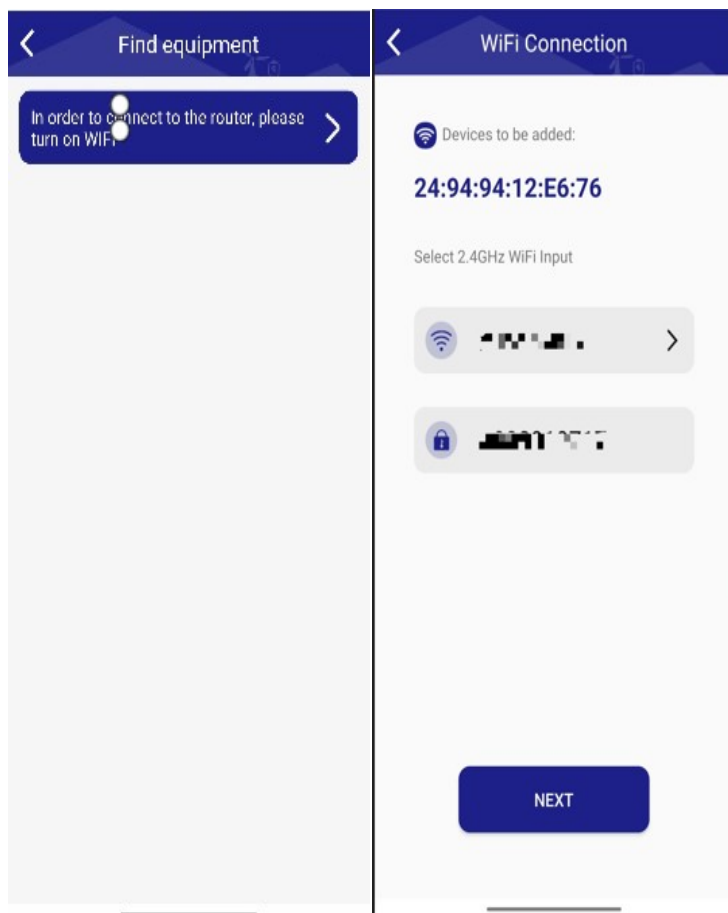 Find equipment
In order to connect to the router, please
turn on WIFI
WiFi Connection
Devices to be added:
24:94:94:12:E6:76
Select 2.4GHz WiFi Input
NEXT